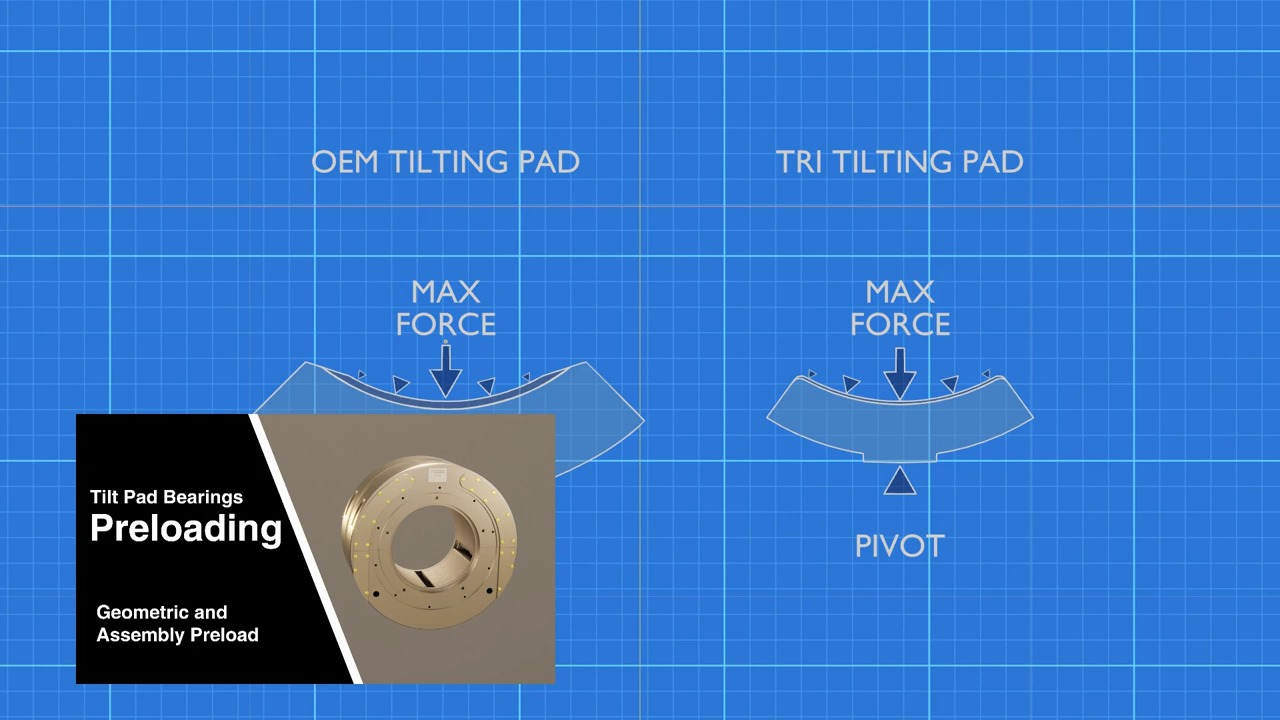 OEM TILTING PAD
TRI TILTING PAD
MAX
FORCE
MAX
FORCE
PIVOT
Tilt Pad Bearings
Preloading
Geometric and
Assembly Preload